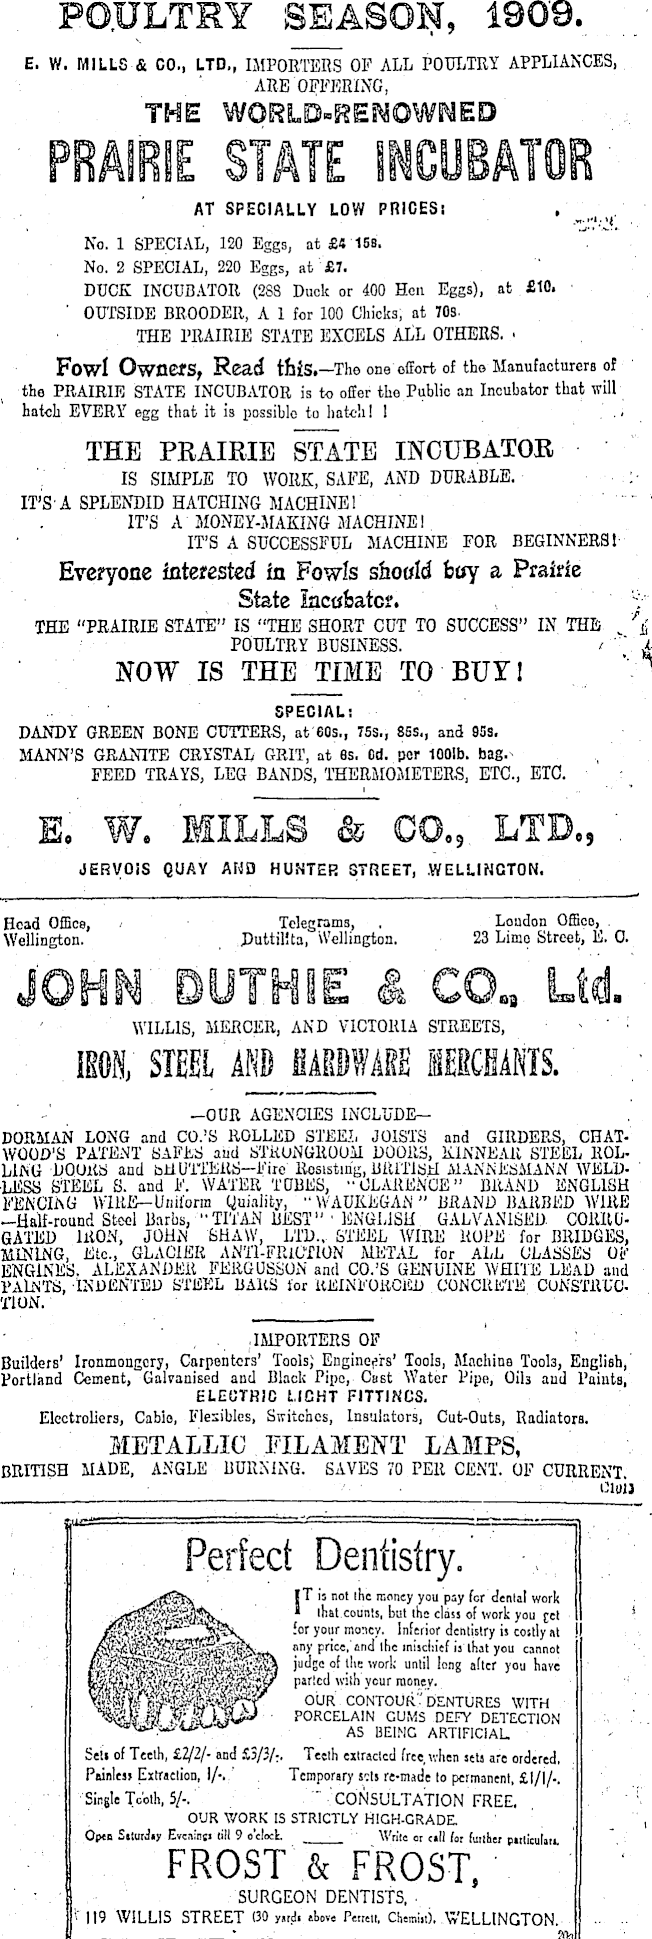 POULTRY SEASON, 1909.
E. W. MILLS & CO., LTD., IMPORTERS OF ALL POULTRY APPLIANCES,
ARE OFFERING,
THE WORLD-RENOWNED
PRAIRIE STATE INCUBATOR
AT SPECIALLY LOW PRICES:
No. 1 SPECIAL, 120 Eggs, at £4 15s.
No. 2 SPECIAL, 220 Eggs, at £7.
DUCK INCUBATOR (288 Duck or 400 Hen Eggs), at £10.
OUTSIDE BROODER, A 1 for 100 Chicks, at 70s.
THE PRAIRIE STATE EXCELS ALL OTHERS.
Fowl Owners, Read this.—The one effort of the Manufacturers of
the PRAIRIE STATE INCUBATOR is to offer the Public an Incubator that will
hatch EVERY egg that it is possible to hatch! !
THE PRAIRIE STATE INCUBATOR
IS SIMPLE TO WORK, SAFE, AND DURABLE.
IT'S A SPLENDID HATCHING MACHINE!
IT'S A MONEY-MAKING MACHINE!
IT'S A SUCCESSFUL MACHINE FOR BEGINNERS!
Everyone interested in Fowls should buy a Prairie
State Incubator.
THE "PRAIRIE STATE" IS "THE SHORT CUT TO SUCCESS" IN THE
POULTRY BUSINESS.
NOW IS THE TIME TO BUY!
SPECIAL:
DANDY GREEN BONE CUTTERS, at 60s., 75s., 85s., and 95s.
MANN'S GRANITE CRYSTAL GRIT, at 6s. 6d. per 100lb. bag.
FEED TRAYS, LEG BANDS, THERMOMETERS, ETC., ETC.
E. W. MILLS & CO., LTD.,
JERVOIS QUAY AND HUNTER STREET, WELLINGTON.
Head Office, Telegrams, London Office,
Wellington. Duttilita, Wellington. 23 Lime Street, E. C.
JOHN DUTHIE & CO., Ltd.
WILLIS, MERCER, AND VICTORIA STREETS,
IRON, STEEL AND HARDWARE MERCHANTS.
—OUR AGENCIES INCLUDE—
DORMAN LONG and CO.'S ROLLED STEEL JOISTS and GIRDERS, CHAT-
WOOD'S PATENT SAFES and STRONGROOM DOORS, KINNEAR STEEL ROL-
LING DOORS and SHUTTERS—Fire Resisting, BRITISH MANNESMANN WELD-
LESS STEEL S. and F. WATER TUBES, "CLARENCE" BRAND ENGLISH
FENCING WIRE—Uniform Quiality, "WAUKEGAN" BRAND BARBED WIRE
—Half-round Steel Barbs, "TITAN BEST" ENGLISH GALVANISED CORRU-
GATED IRON, JOHN SHAW, LTD., STEEL WIRE ROPE for BRIDGES,
MINING, Etc., GLACIER ANTI-FRICTION METAL for ALL CLASSES OF
ENGINES, ALEXANDER FERGUSSON and CO.'S GENUINE WHITE LEAD and
PAINTS, INDENTED STEEL BARS for REINFORCED CONCRETE CONSTRUC-
TION.
IMPORTERS OF
Builders' Ironmongery, Carpenters' Tools, Engineers' Tools, Machine Tools, English,
Portland Cement, Galvanised and Black Pipe, Cast Water Pipe, Oils and Paints,
ELECTRIC LIGHT FITTINGS.
Electroliers, Cable, Flexibles, Switches, Insulators, Cut-Outs, Radiators.
METALLIC FILAMENT LAMPS,
BRITISH MADE, ANGLE BURNING. SAVES 70 PER CENT. OF CURRENT.
C1013
Perfect Dentistry.
IT is not the money you pay for dental work
that counts, but the class of work you get
for your money. Inferior dentistry is costly at
any price, and the mischief is that you cannot
judge of the work until long after you have
parted with your money.
OUR CONTOUR DENTURES WITH
PORCELAIN GUMS DEFY DETECTION
AS BEING ARTIFICIAL
Sets of Teeth, £2/2/- and £3/3/-. Teeth extracted free when sets are ordered.
Painless Extraction, 1/-. Temporary sets re-made to permanent, £1/1/-.
Single Tooth, 5/-. CONSULTATION FREE.
OUR WORK IS STRICTLY HIGH-GRADE.
Open Saturday Evenings till 9 o'clock. Write or call for further particulars.
FROST & FROST,
SURGEON DENTISTS,
119 WILLIS STREET (30 yards above Perrett, Chemist), WELLINGTON.